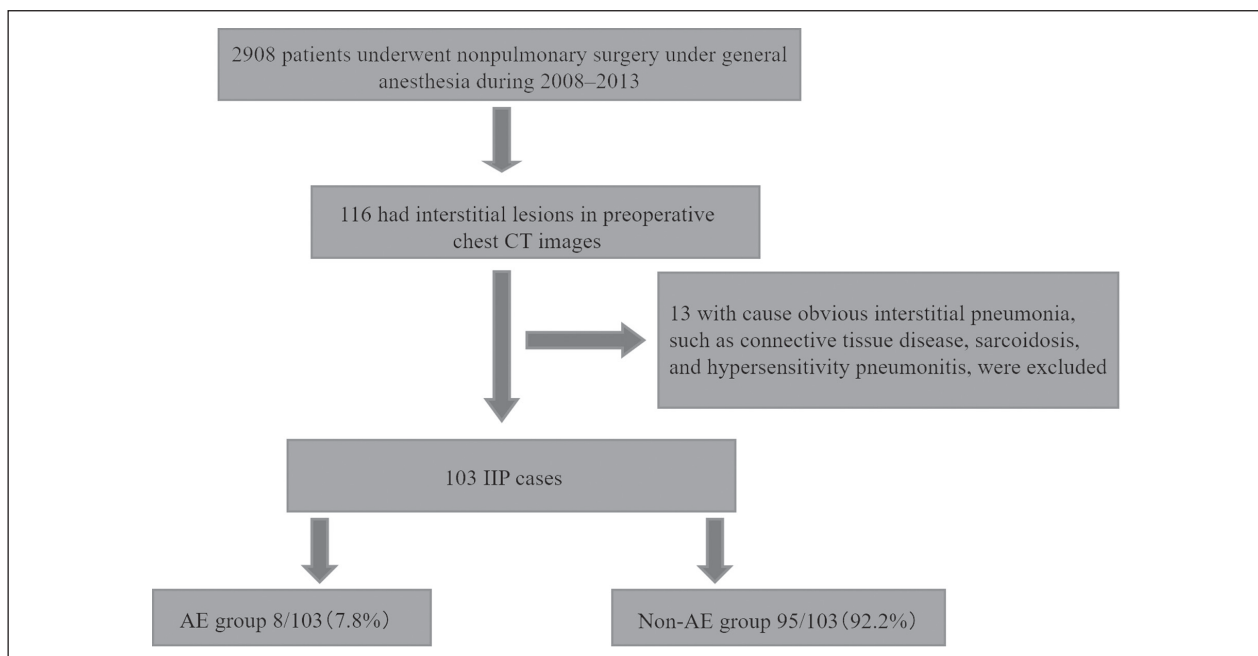 2908 patients underwent nonpulmonary surgery under general
anesthesia during 2008–2013
116 had interstitial lesions in preoperative
chest CT images
13 with cause obvious interstitial pneumonia,
such as connective tissue disease, sarcoidosis,
and hypersensitivity pneumonitis, were excluded
103 IIP cases
AE group 8/103(7.8%)
Non-AE group 95/103(92.2%)